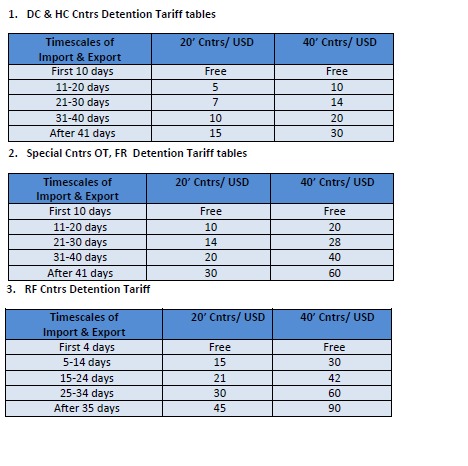 1. DC & HC Cntrs Detention Tariff tables
Timescales of Import & Export 20’ Cntrs/ USD 40’ Cntrs/ USD
First 10 days Free Free
11-20 days 5 10
21-30 days 7 14
31-40 days 10 20
After 41 days 15 30
2. Special Cntrs OT, FR Detention Tariff tables
Timescales of Import & Export 20’ Cntrs/ USD 40’ Cntrs/ USD
First 10 days Free Free
11-20 days 10 20
21-30 days 14 28
31-40 days 20 40
After 41 days 30 60
3. RF Cntrs Detention Tariff
Timescales of Import & Export 20’ Cntrs/ USD 40’ Cntrs/ USD
First 4 days Free Free
5-14 days 15 30
15-24 days 21 42
25-34 days 30 60
After 35 days 45 90